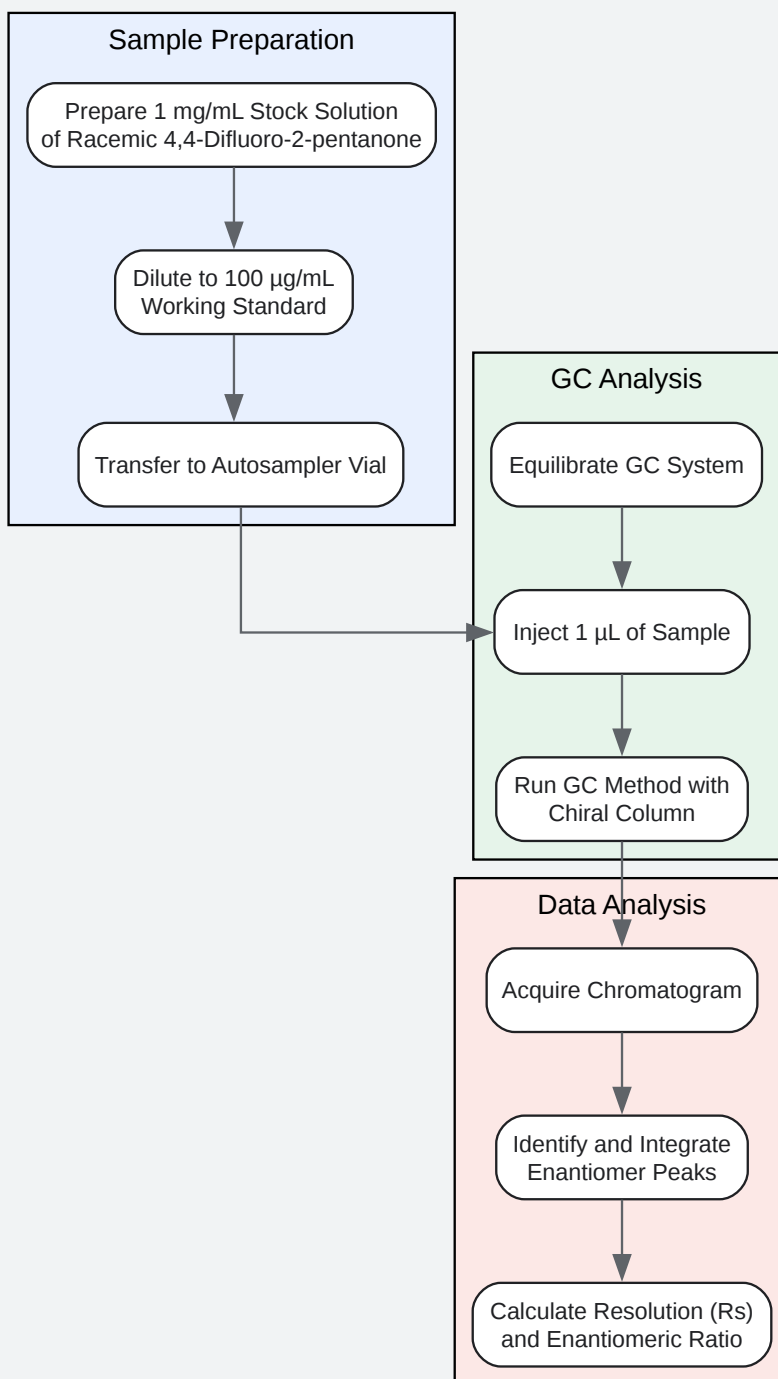 Sample Preparation
Prepare 1 mg/mL Stock Solution
of Racemic 4,4-Difluoro-2-pentanone
Dilute to 100 µg/mL
Working Standard
Transfer to Autosampler Vial
GC Analysis
Equilibrate GC System
Inject 1 µL of Sample
Run GC Method with
Chiral Column
Data Analysis
Acquire Chromatogram
Identify and Integrate
Enantiomer Peaks
Calculate Resolution (Rs)
and Enantiomeric Ratio